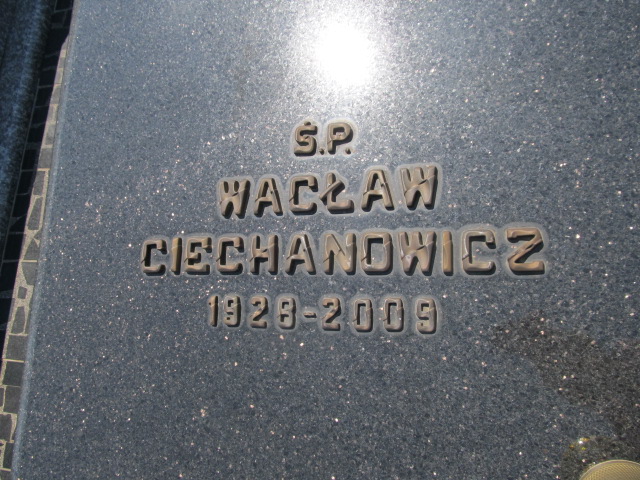 Ś.P.
WACŁAW
CIECHANOWICZ
1928-2009